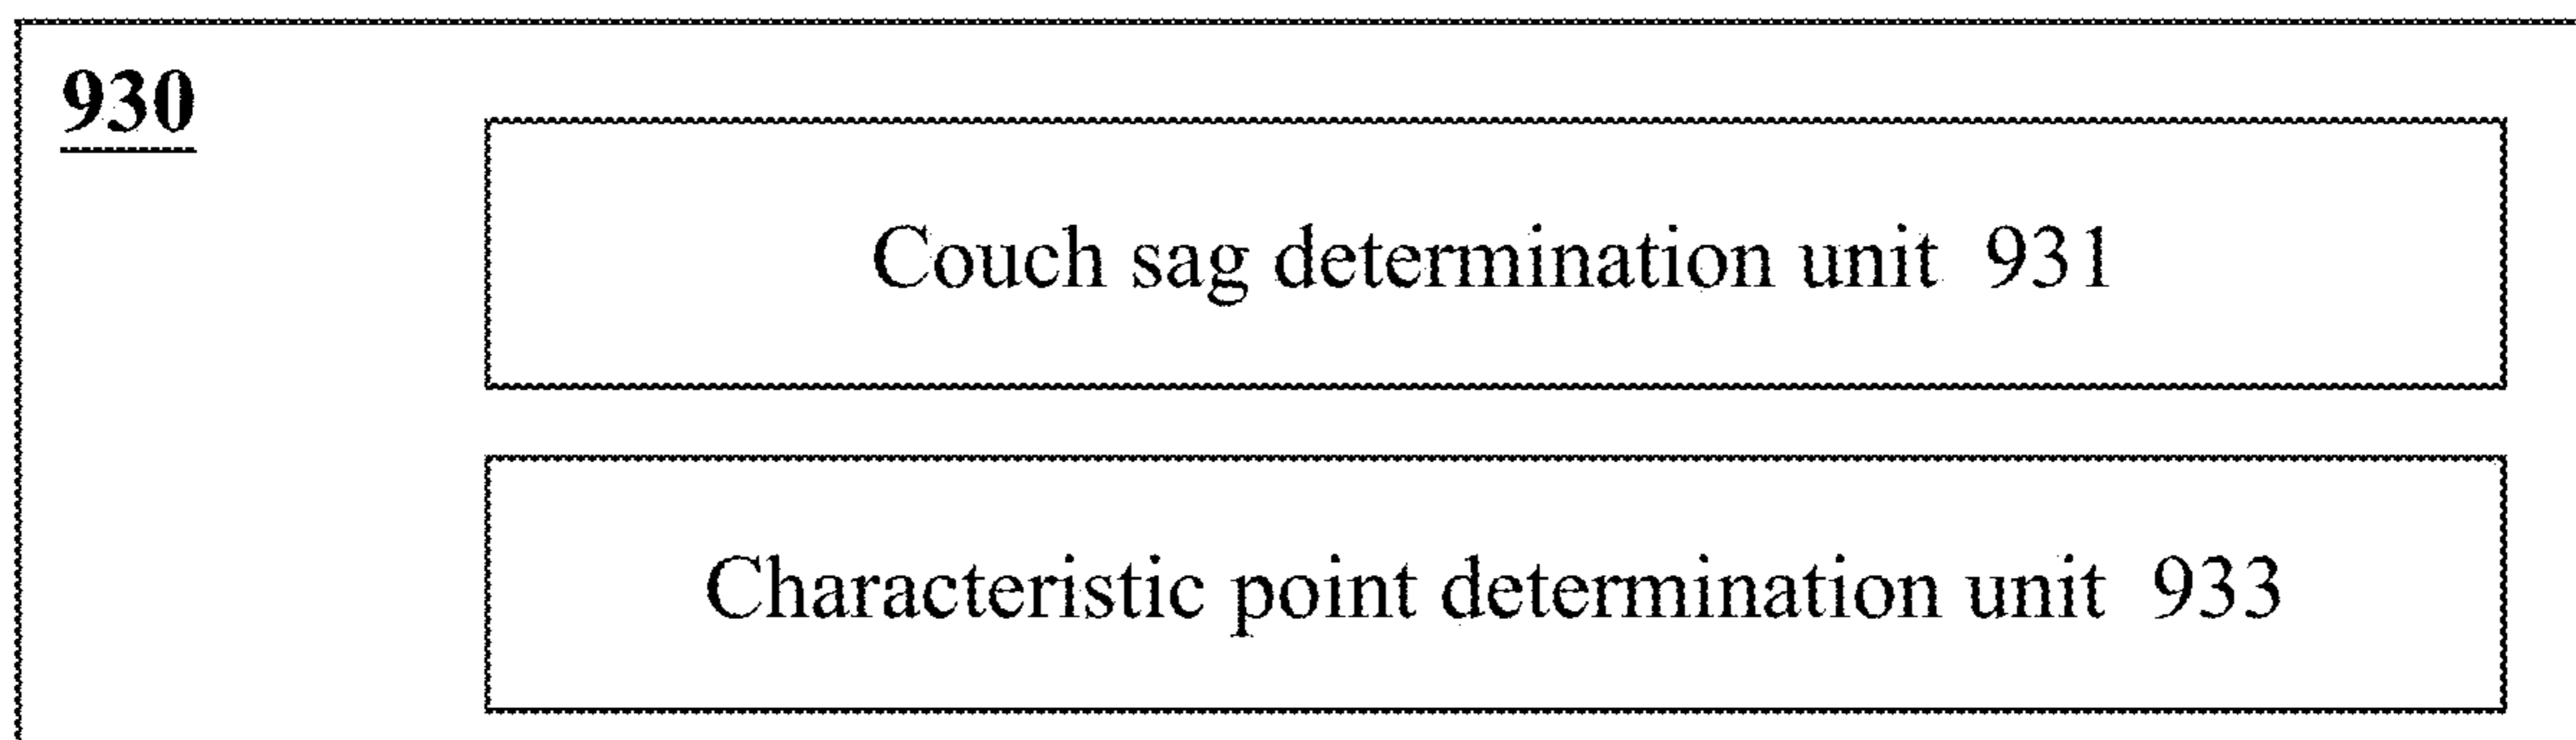 930
Couch sag determination unit 931
Characteristic point determination unit 933